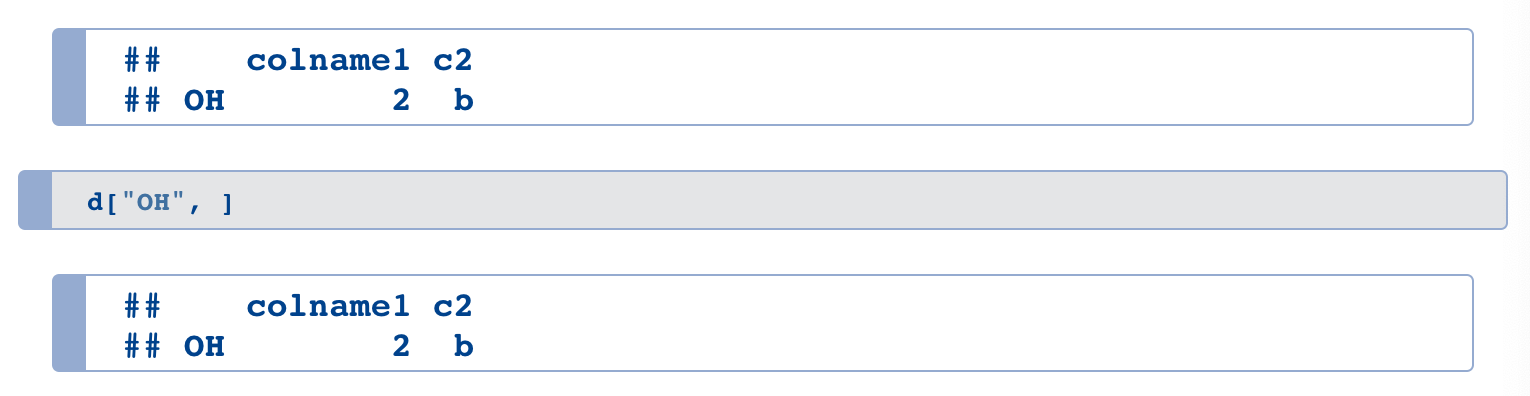 ##    colname1 c2
## OH        2  b
d["OH", ]
##    colname1 c2
## OH        2  b